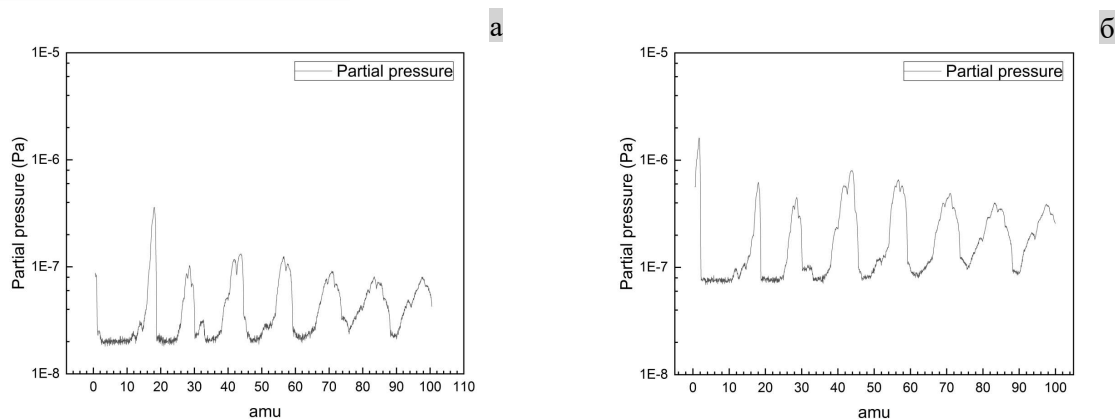 а
1E-5
1E-6
1E-7
1E-8
Partial pressure (Pa)
Partial pressure
0 10 20 30 40 50 60 70 80 90 100 110
amu
б
1E-5
1E-6
1E-7
1E-8
Partial pressure (Pa)
Partial pressure
0 10 20 30 40 50 60 70 80 90 100
amu